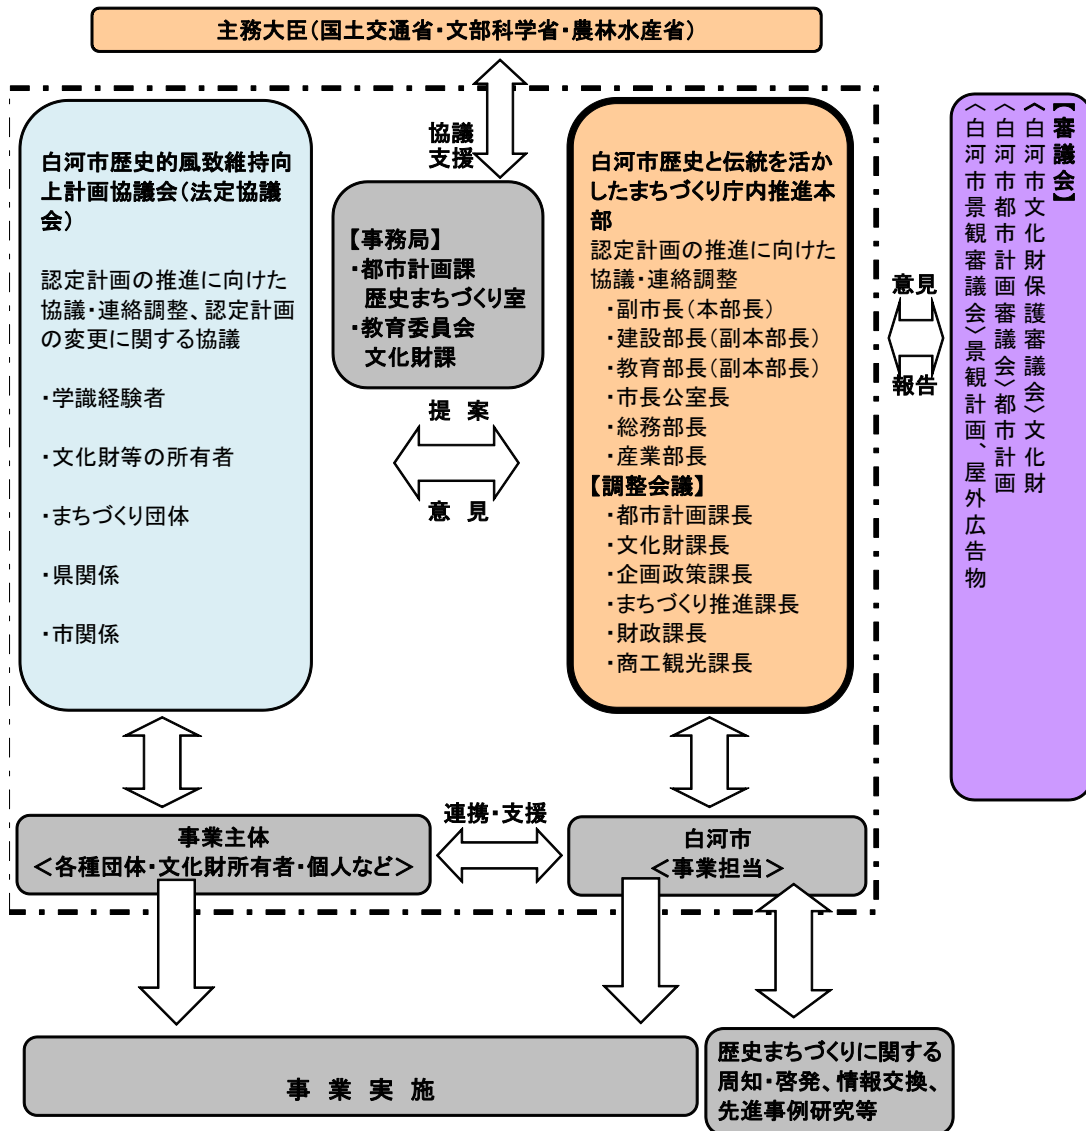 主務大臣（国土交通省・文部科学省・農林水産省）
協議
支援
白河市歴史的風致維持向
上計画協議会（法定協議
会）
認定計画の推進に向けた
協議・連絡調整、認定計画
の変更に関する協議
・学識経験者
・文化財等の所有者
・まちづくり団体
・県関係
・市関係
【事務局】
・都市計画課
歴史まちづくり室
・教育委員会
文化財課
提 案
意 見
白河市歴史と伝統を活か
したまちづくり庁内推進本
部
認定計画の推進に向けた
協議・連絡調整
・副市長（本部長）
・建設部長（副本部長）
・教育部長（副本部長）
・市長公室長
・総務部長
・産業部長
【調整会議】
・都市計画課長
・文化財課長
・企画政策課長
・まちづくり推進課長
・財政課長
・商工観光課長
意見
報告
【審議会】
〈白河市文化財保護審議会〉文化財
〈白河市都市計画審議会〉都市計画
〈白河市景観審議会〉景観計画、屋外広告物
事業主体
＜各種団体・文化財所有者・個人など＞
連携・支援
白河市
＜事業担当＞
事 業 実 施
歴史まちづくりに関する
周知・啓発、情報交換、
先進事例研究等